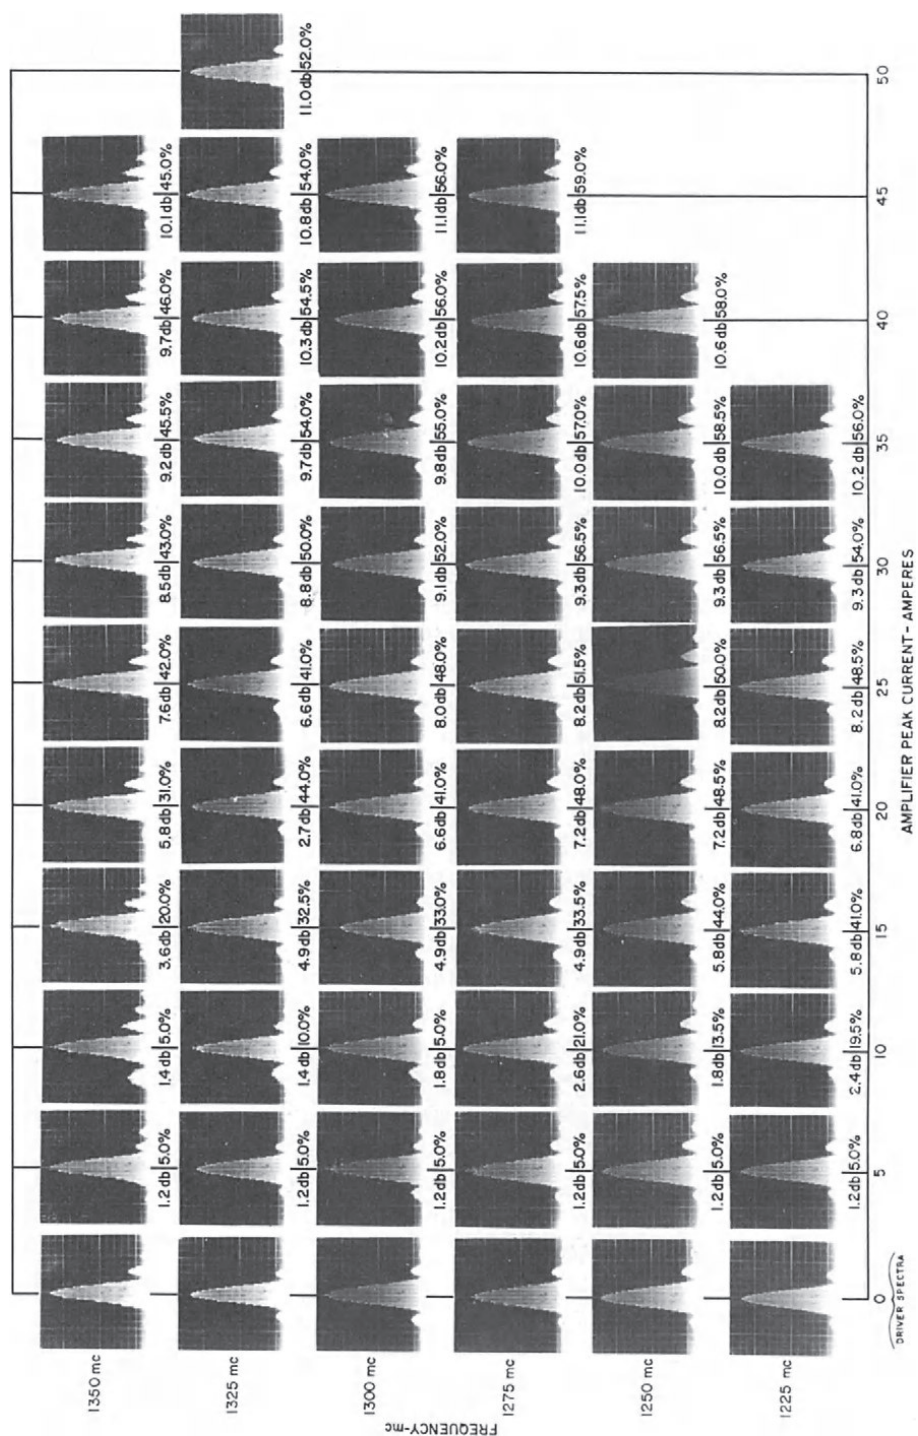 FREQUENCY-mc
1350 mc
1.2db 5.0%
1.4db 5.0%
3.6db 20.0%
5.8db 31.0%
7.6db 42.0%
8.5db 43.0%
9.2db 45.5%
9.7db 46.0%
10.1db 45.0%
1325 mc
1.2db 5.0%
1.4db 10.0%
4.9db 32.5%
2.7db 44.0%
6.6db 41.0%
8.8db 50.0%
9.7db 54.0%
10.3db 54.5%
10.8db 54.0%
11.0db 52.0%
1300 mc
1.2db 5.0%
1.8db 5.0%
4.9db 33.0%
6.6db 41.0%
8.0db 48.0%
9.1db 52.0%
9.8db 55.0%
10.2db 56.0%
11.1db 56.0%
1275 mc
1.2db 5.0%
2.6db 21.0%
4.9db 33.5%
7.2db 48.0%
8.2db 51.5%
9.3db 56.5%
10.0db 57.0%
10.6db 57.5%
11.1db 59.0%
1250 mc
1.2db 5.0%
1.8db 13.5%
5.8db 44.0%
7.2db 48.5%
8.2db 50.0%
9.3db 56.5%
10.0db 58.5%
10.6db 58.0%
1225 mc
1.2db 5.0%
2.4db 19.5%
5.8db 41.0%
6.8db 41.0%
8.2db 48.5%
9.3db 54.0%
10.2db 56.0%
0 5 10 15 20 25 30 35 40 45 50
DRIVER SPECTRA
AMPLIFIER PEAK CURRENT - AMPERES